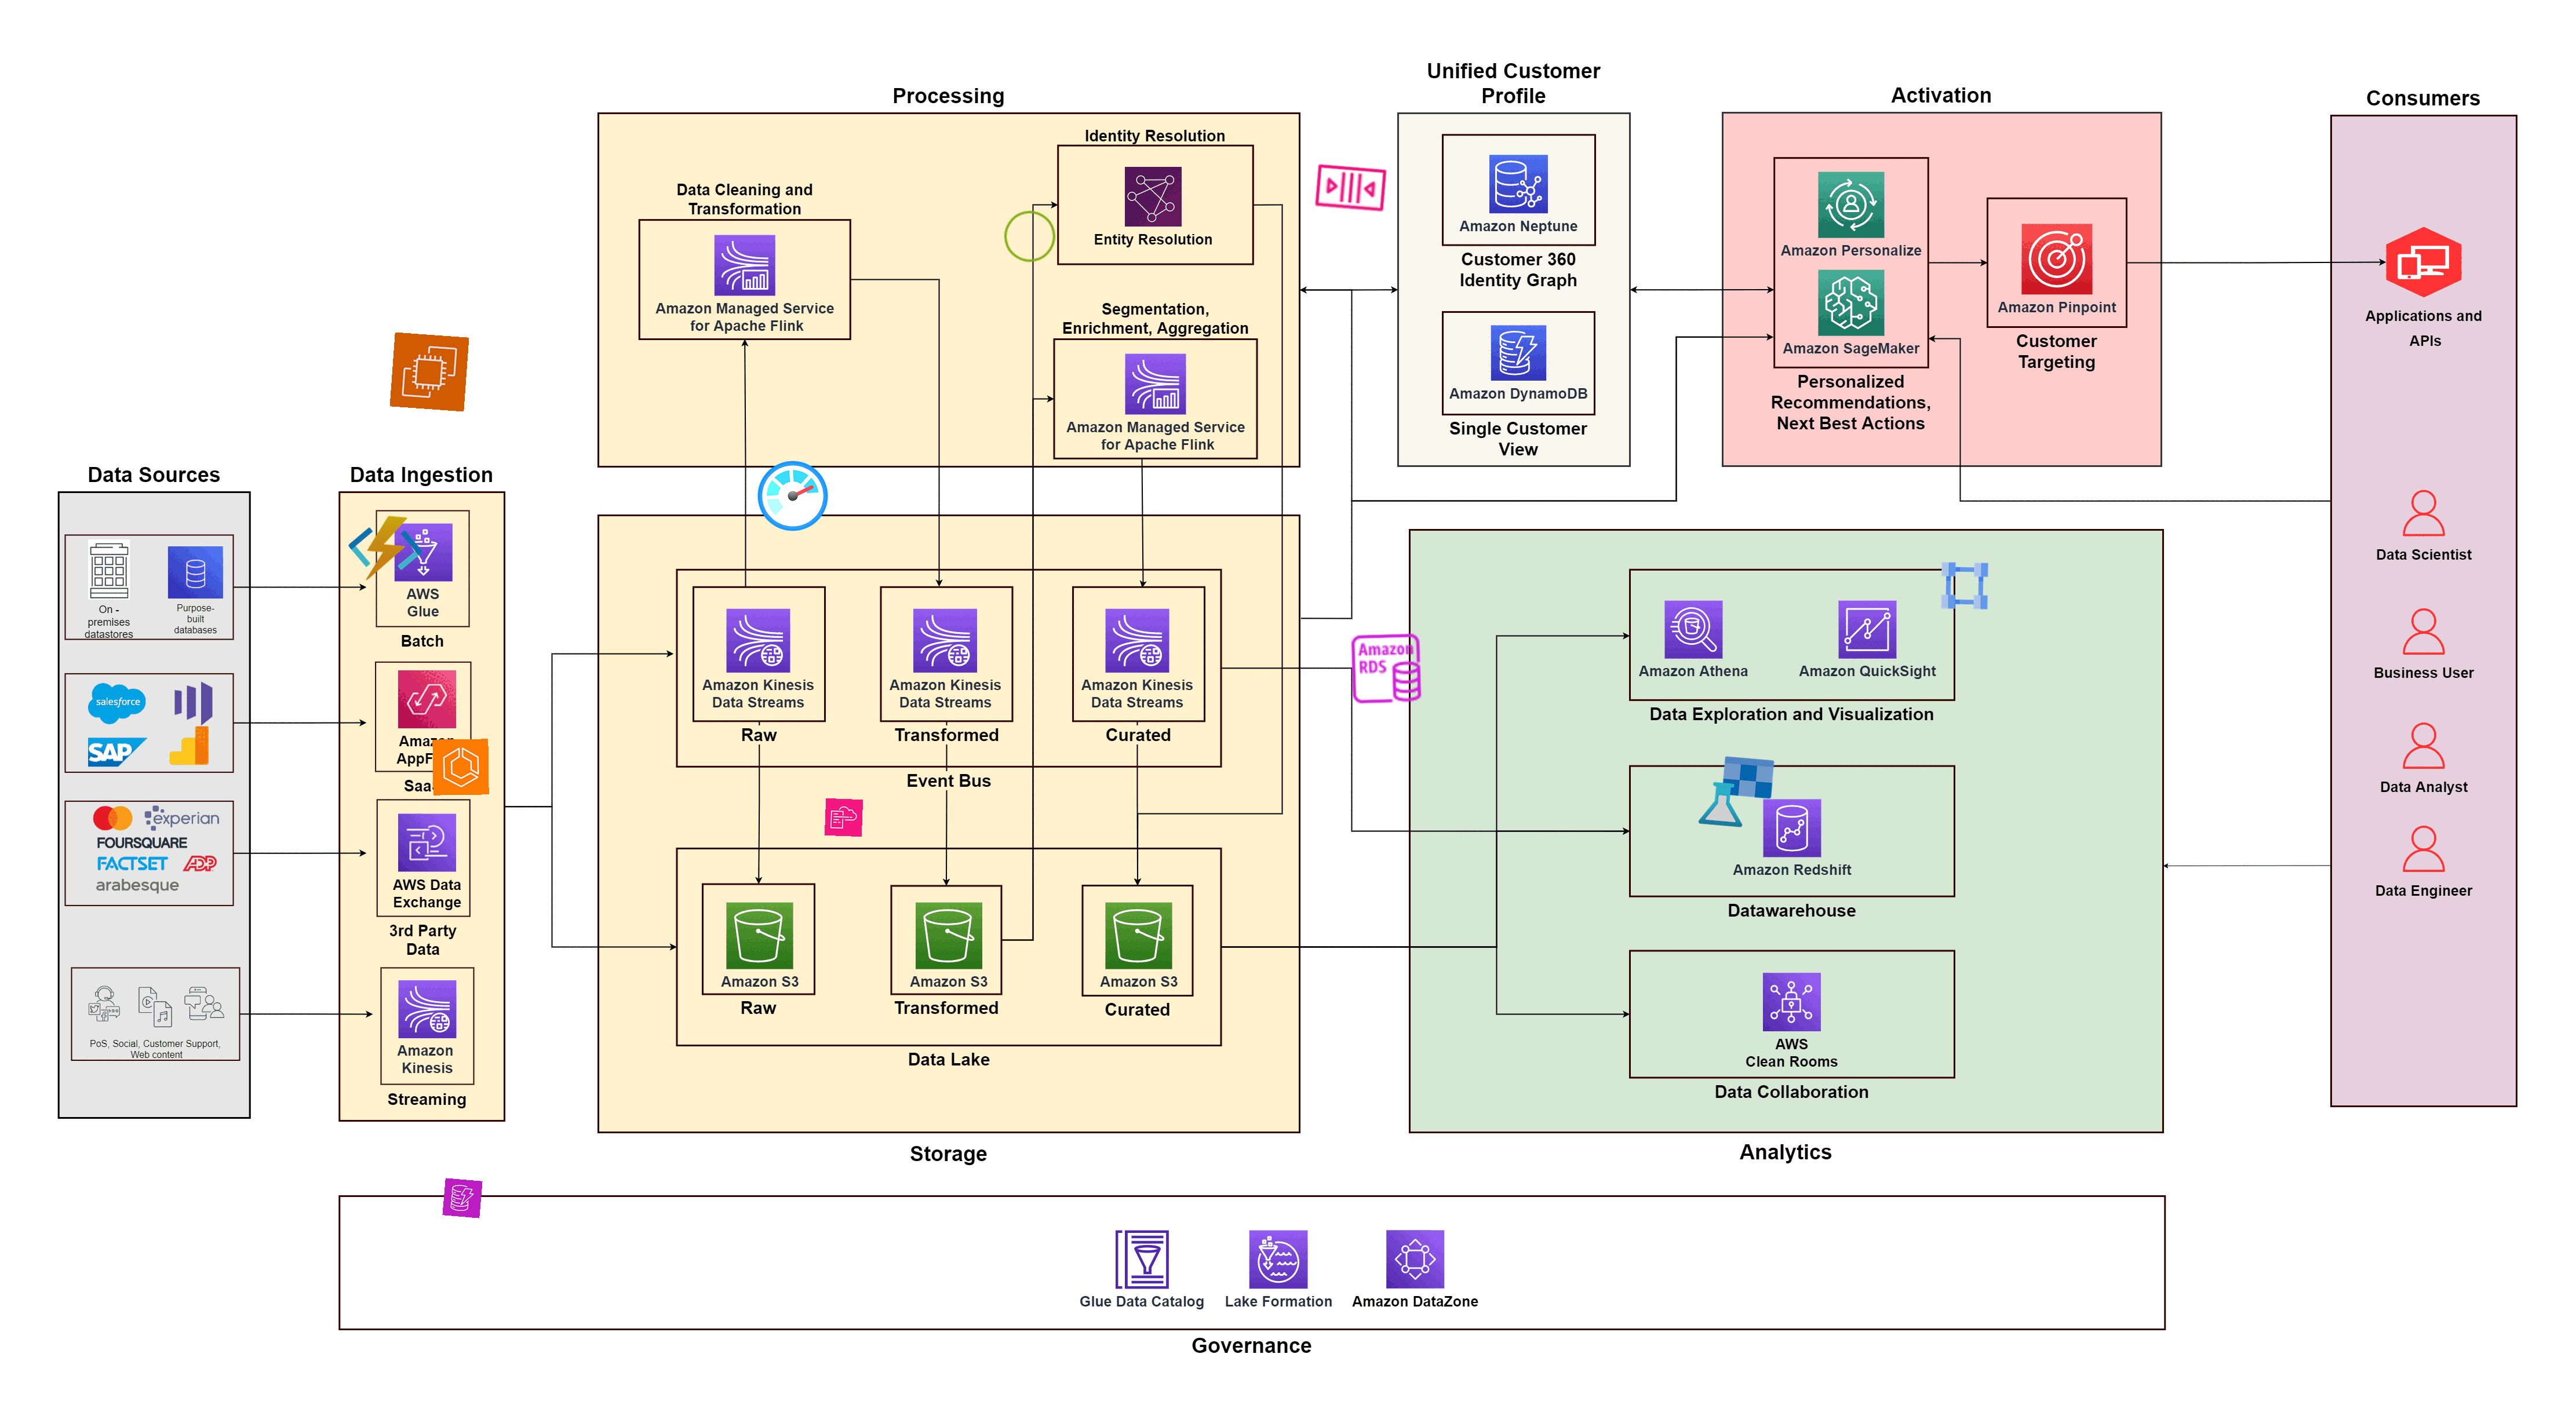 Data Sources
On -
premises
datastores
Purpose-
built
databases
salesforce
SAP
experian
FOURSQUARE
FACTSET
ADP
arabesque
PoS, Social, Customer Support,
Web content
Data Ingestion
AWS
Glue
Batch
3rd Party
Data
AWS Data
Exchange
Amazon
Kinesis
Streaming
Processing
Data Cleaning and
Transformation
Amazon Managed Service
for Apache Flink
Identity Resolution
Entity Resolution
Segmentation,
Enrichment, Aggregation
Amazon Managed Service
for Apache Flink
Amazon Kinesis
Data Streams
Raw
Amazon Kinesis
Data Streams
Transformed
Amazon Kinesis
Data Streams
Curated
Event Bus
Amazon S3
Raw
Amazon S3
Transformed
Amazon S3
Curated
Data Lake
Storage
Unified Customer
Profile
Amazon Neptune
Customer 360
Identity Graph
Amazon DynamoDB
Single Customer
View
Activation
Amazon Personalize
Amazon SageMaker
Personalized
Recommendations,
Next Best Actions
Amazon Pinpoint
Customer
Targeting
Amazon
RDS
Amazon Athena
Amazon QuickSight
Data Exploration and Visualization
Amazon Redshift
Datawarehouse
AWS
Clean Rooms
Data Collaboration
Analytics
Consumers
Applications and
APIs
Data Scientist
Business User
Data Analyst
Data Engineer
Glue Data Catalog
Lake Formation
Amazon DataZone
Governance